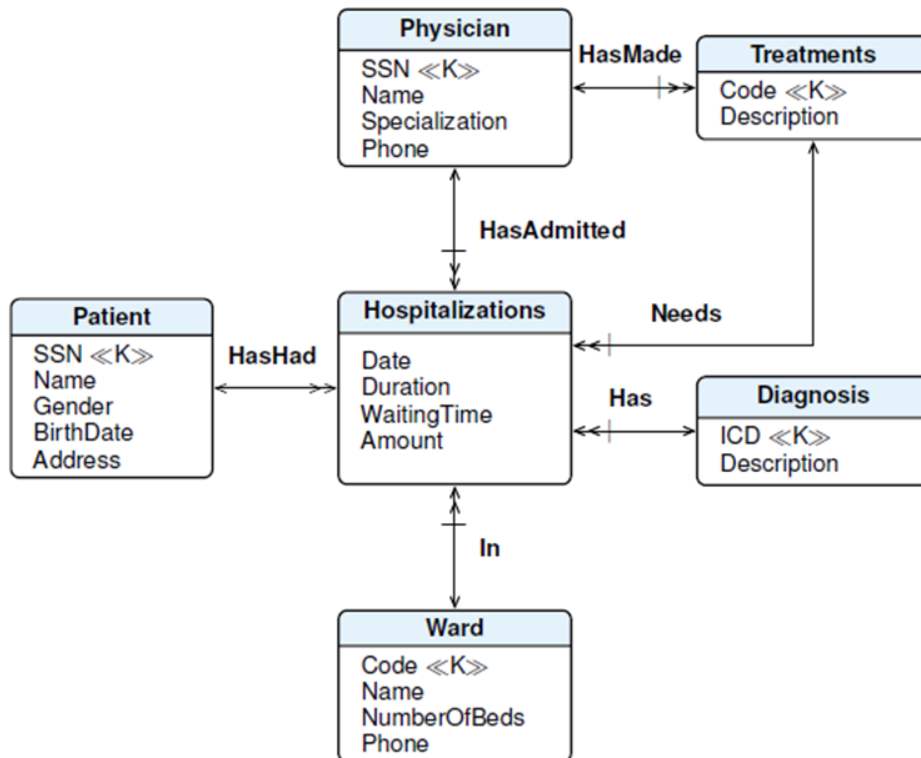 Physician
SSN ≪K≫
Name
Specialization
Phone
HasMade
Treatments
Code ≪K≫
Description
HasAdmitted
Patient
SSN ≪K≫
Name
Gender
BirthDate
Address
HasHad
Hospitalizations
Date
Duration
WaitingTime
Amount
Needs
Has
Diagnosis
ICD ≪K≫
Description
In
Ward
Code ≪K≫
Name
NumberOfBeds
Phone